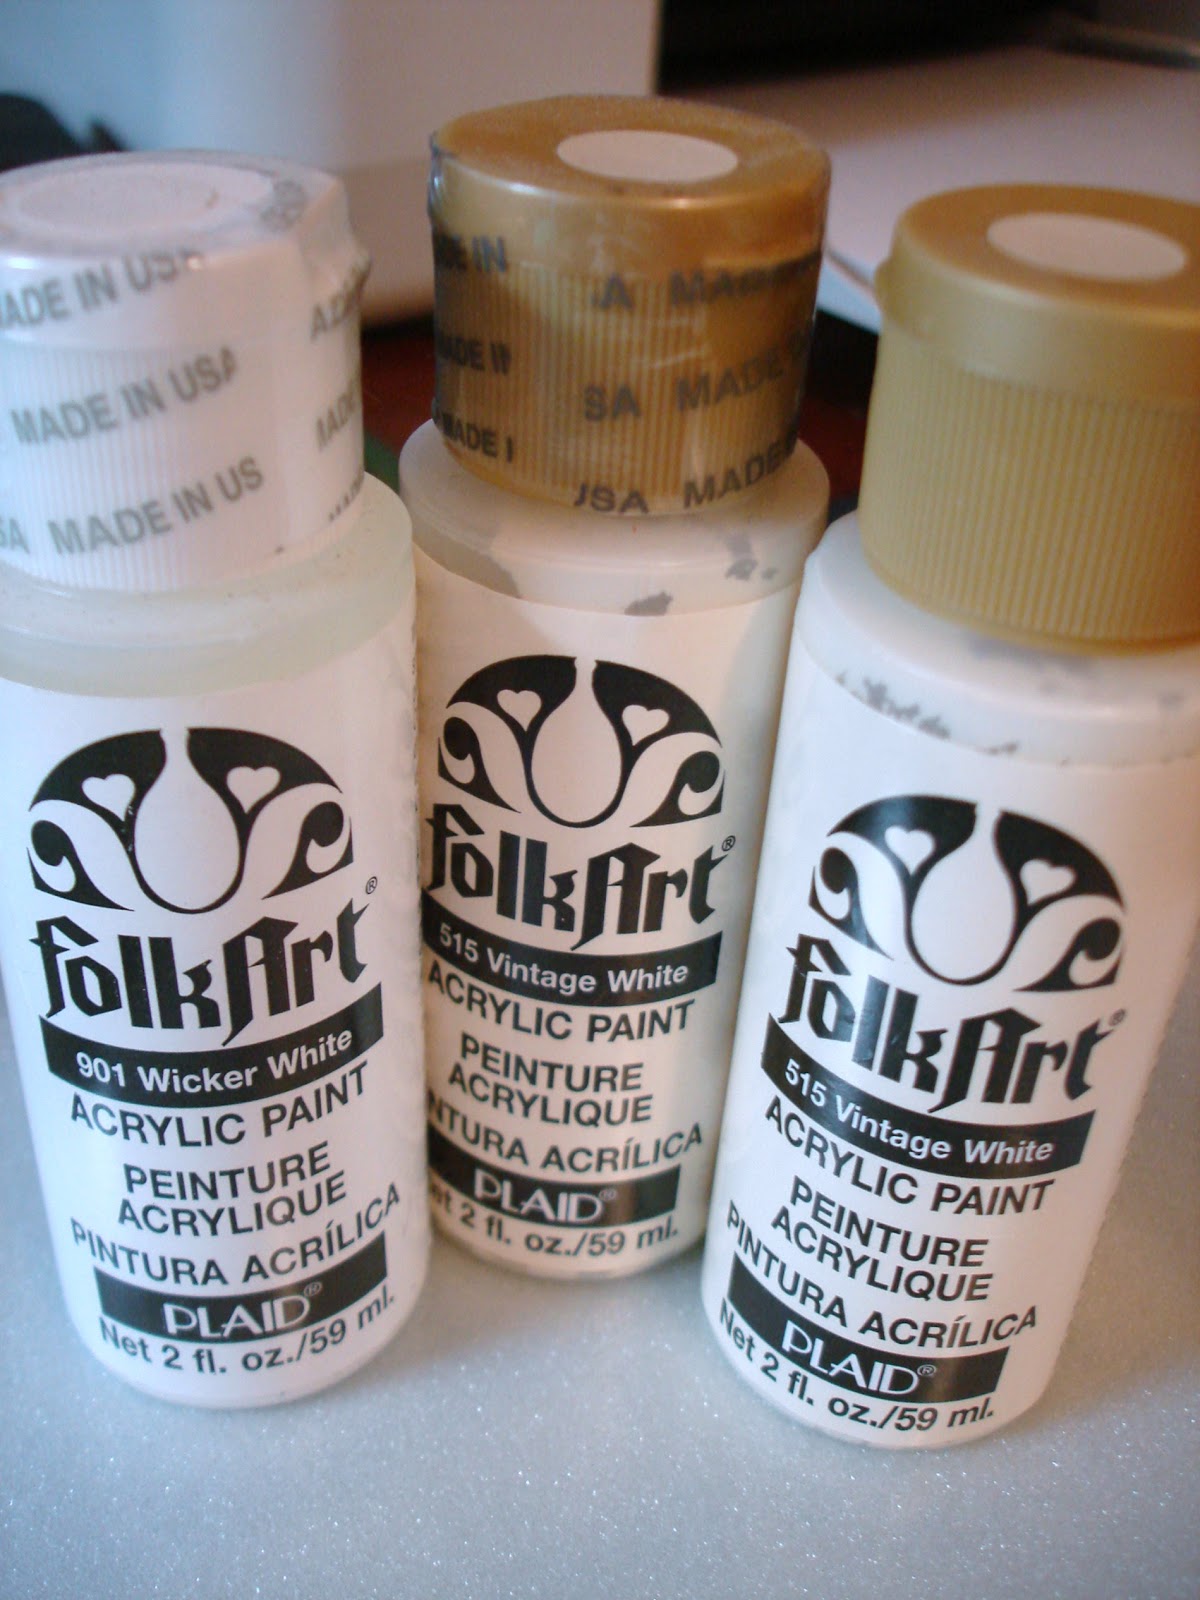 MADE IN USA
MADE IN USA
MADE IN US
SA MADE IN US
MADE IN
A
MADE I
SA MADE
MADE I
USA MADE
folkArt®
901 Wicker White
ACRYLIC PAINT
PEINTURE
ACRYLIQUE
PINTURA ACRÍLICA
PLAID®
Net 2 fl. oz./59 ml.
folkArt®
515 Vintage White
ACRYLIC PAINT
PEINTURE
ACRYLIQUE
NTURA ACRÍLICA
PLAID®
et 2 fl. oz./59 ml.
folkArt®
515 Vintage White
ACRYLIC PAINT
PEINTURE
ACRYLIQUE
PINTURA ACRÍLICA
PLAID®
Net 2 fl. oz./59 ml.